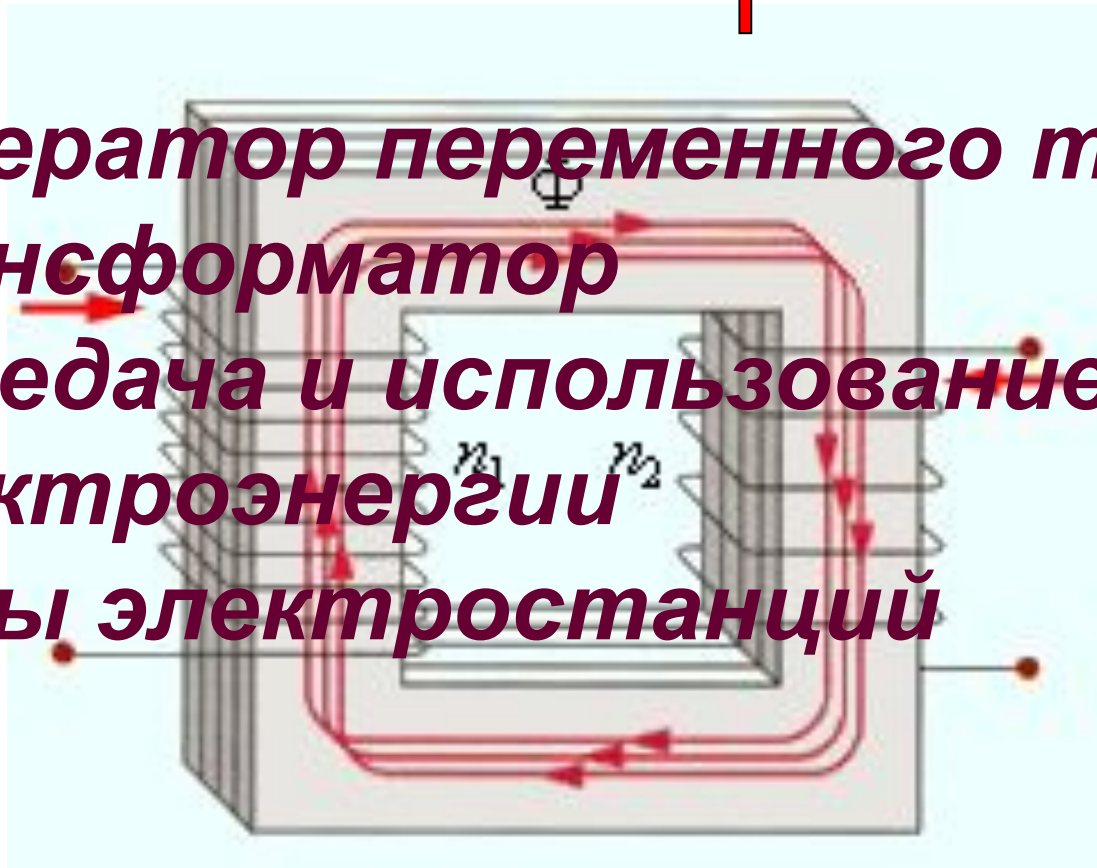 ератор переменного т
Ф
нсформатор
едача и использование
n1 n2
ктроэнергии
ы электростанций